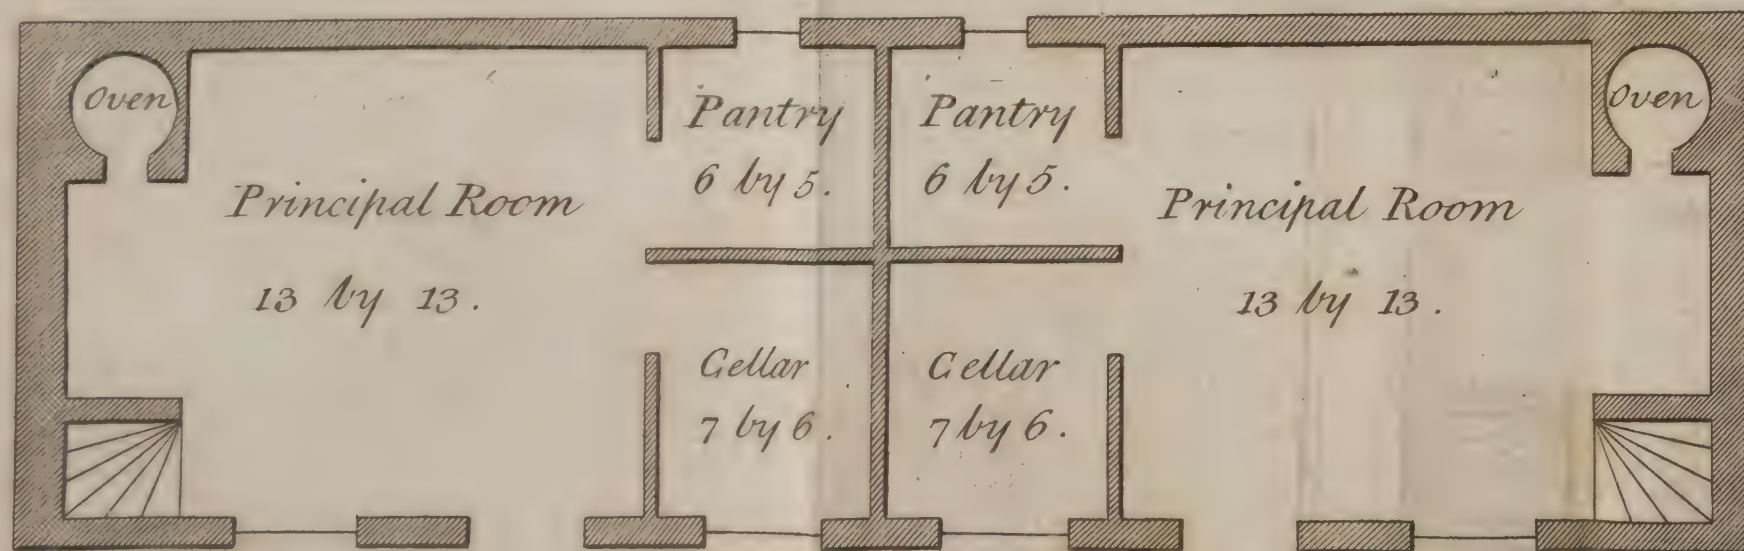 Oven
Principal Room
13 by 13.
Pantry
6 by 5.
Cellar
7 by 6.
Pantry
6 by 5.
Cellar
7 by 6.
Principal Room
13 by 13.
Oven